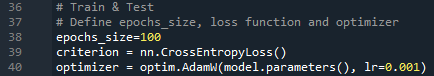 36 # Train & Test
37 # Define epochs_size, loss function and optimizer
38 epochs_size=100
39 criterion = nn.CrossEntropyLoss()
40 optimizer = optim.AdamW(model.parameters(), lr=0.001)